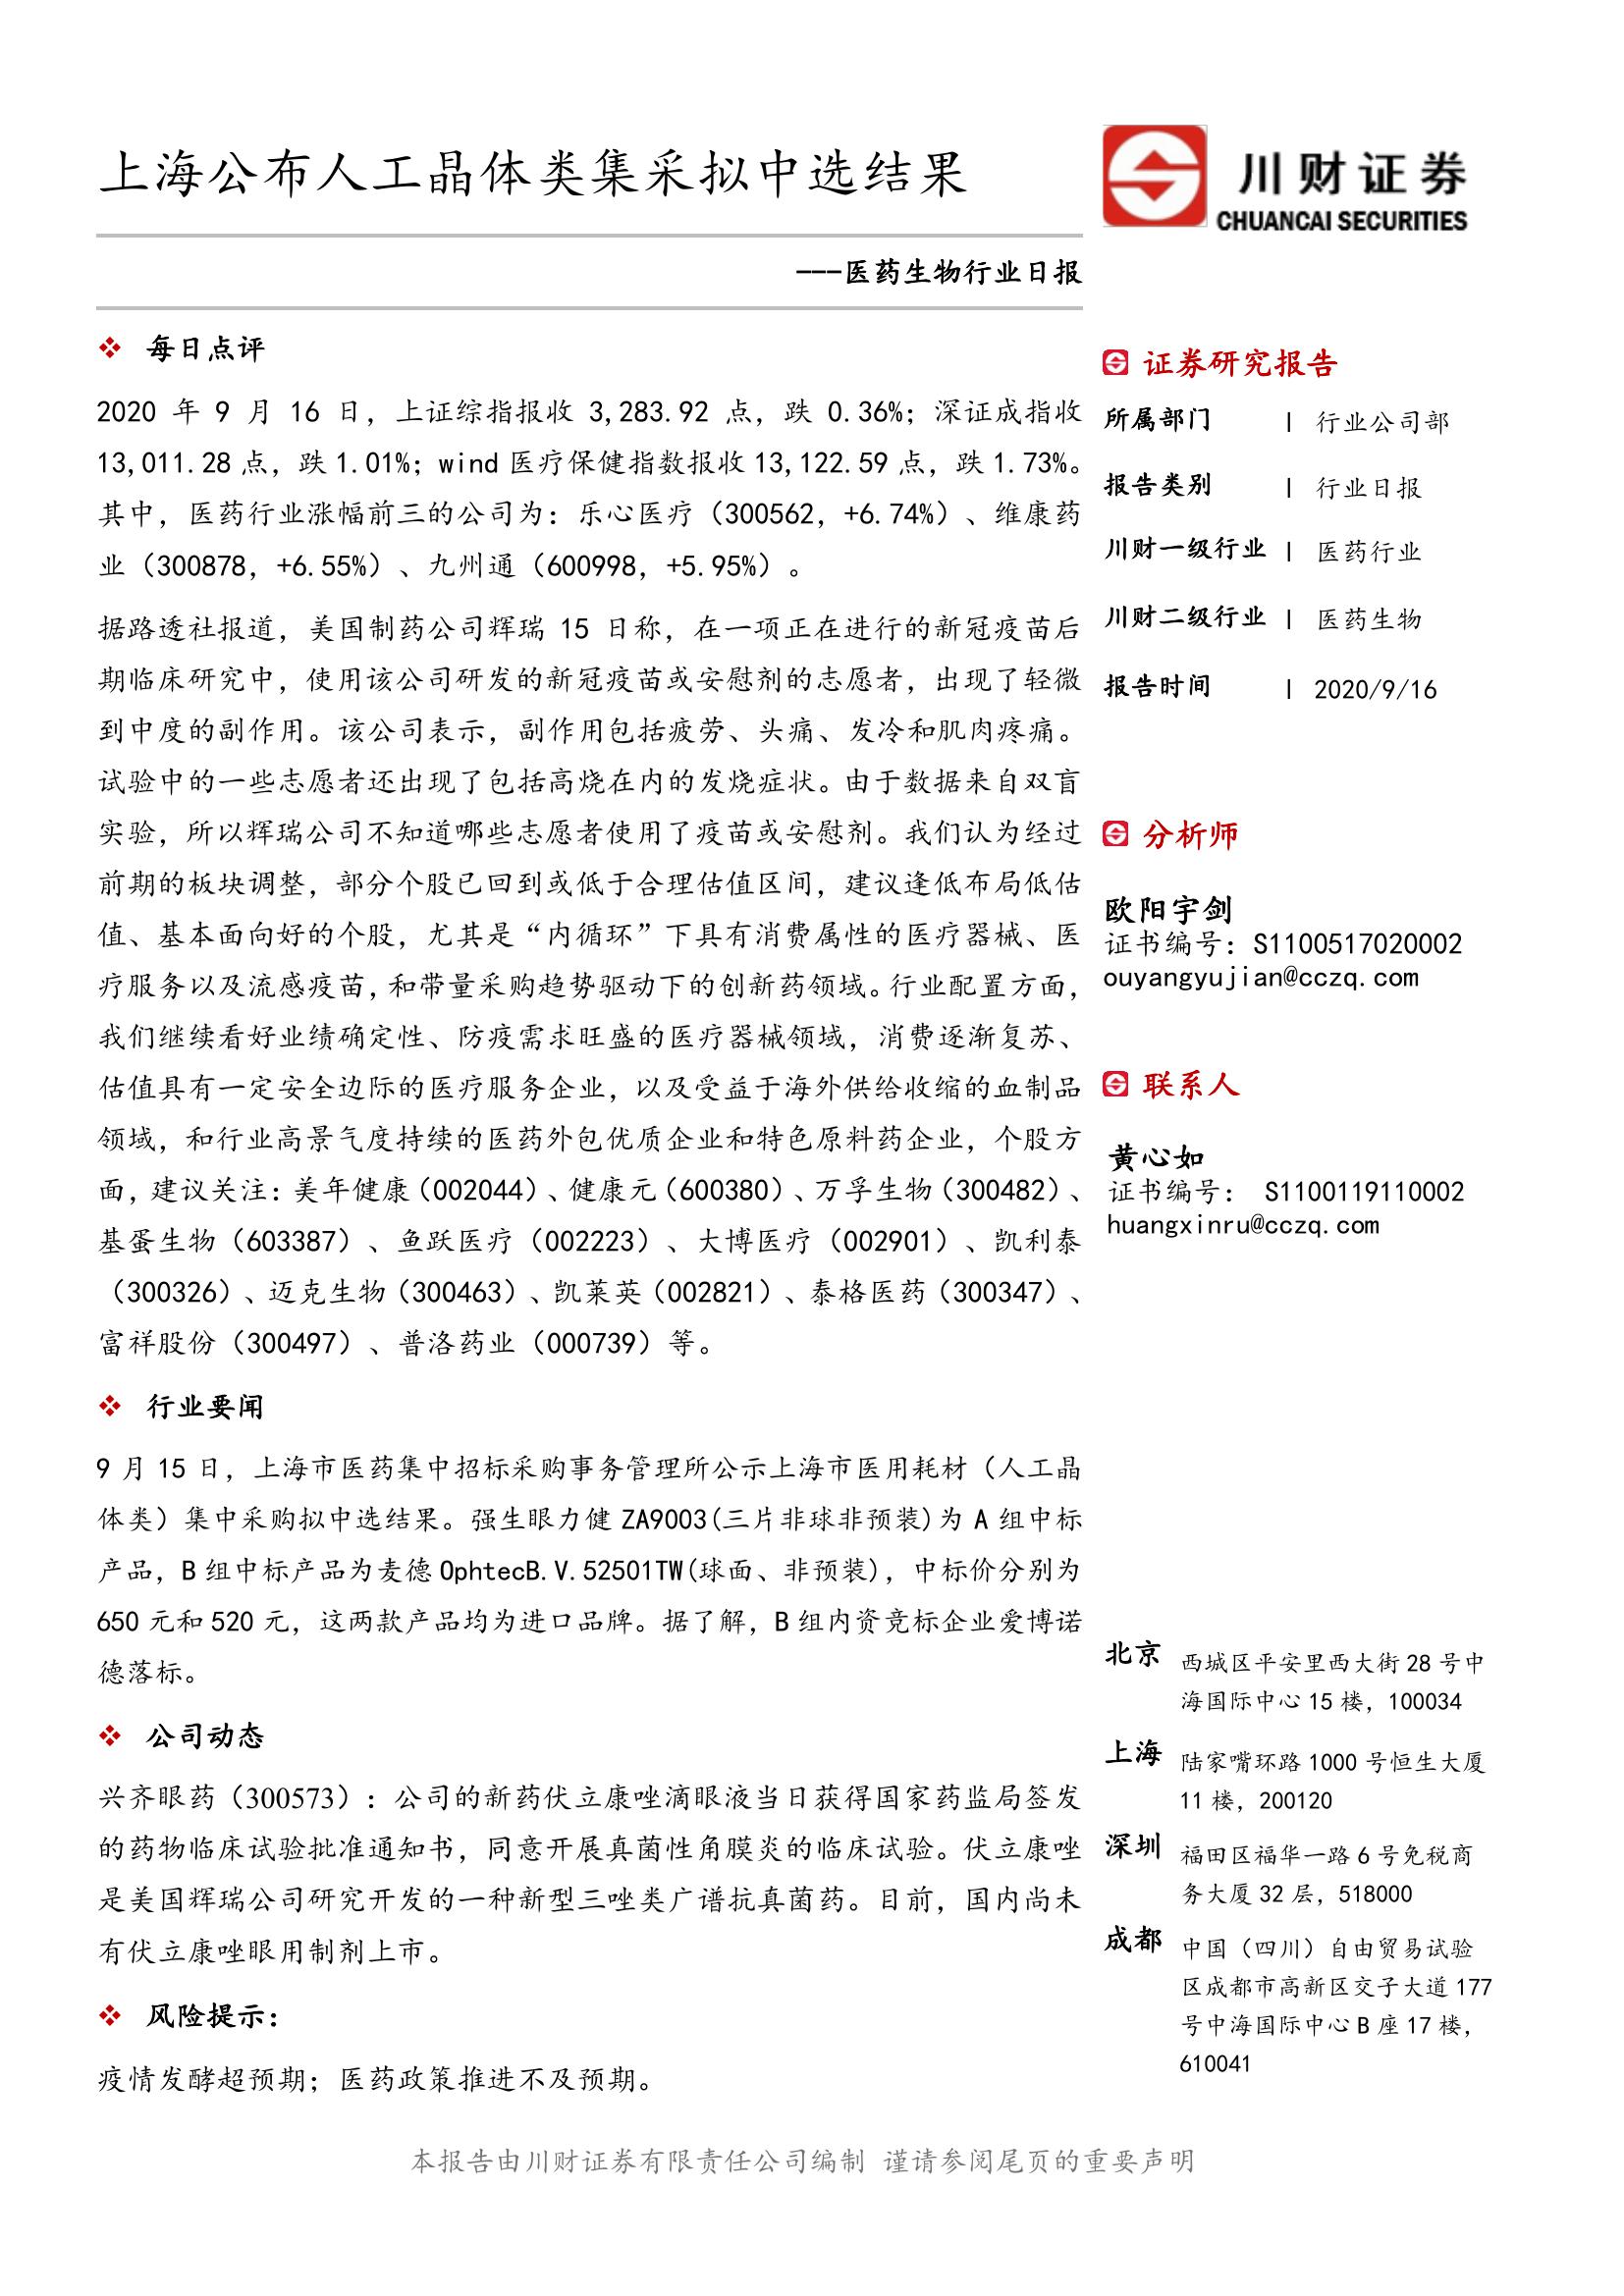 上海公布人工晶体类集采拟中选结果
川财证券
CHUANCAI SECURITIES
---医药生物行业日报
❖ 每日点评
2020 年 9 月 16 日，上证综指报收 3,283.92 点，跌 0.36%；深证成指收
13,011.28 点，跌 1.01%；wind 医疗保健指数报收 13,122.59 点，跌 1.73%。
其中，医药行业涨幅前三的公司为：乐心医疗（300562，+6.74%）、维康药
业（300878，+6.55%）、九州通（600998，+5.95%）。
据路透社报道，美国制药公司辉瑞 15 日称，在一项正在进行的新冠疫苗后
期临床研究中，使用该公司研发的新冠疫苗或安慰剂的志愿者，出现了轻微
到中度的副作用。该公司表示，副作用包括疲劳、头痛、发冷和肌肉疼痛。
试验中的一些志愿者还出现了包括高烧在内的发烧症状。由于数据来自双盲
实验，所以辉瑞公司不知道哪些志愿者使用了疫苗或安慰剂。我们认为经过
前期的板块调整，部分个股已回到或低于合理估值区间，建议逢低布局低估
值、基本面向好的个股，尤其是“内循环”下具有消费属性的医疗器械、医
疗服务以及流感疫苗，和带量采购趋势驱动下的创新药领域。行业配置方面，
我们继续看好业绩确定性、防疫需求旺盛的医疗器械领域，消费逐渐复苏、
估值具有一定安全边际的医疗服务企业，以及受益于海外供给收缩的血制品
领域，和行业高景气度持续的医药外包优质企业和特色原料药企业，个股方
面，建议关注：美年健康（002044）、健康元（600380）、万孚生物（300482）、
基蛋生物（603387）、鱼跃医疗（002223）、大博医疗（002901）、凯利泰
（300326）、迈克生物（300463）、凯莱英（002821）、泰格医药（300347）、
富祥股份（300497）、普洛药业（000739）等。
❖ 行业要闻
9 月 15 日，上海市医药集中招标采购事务管理所公示上海市医用耗材（人工晶
体类）集中采购拟中选结果。强生眼力健 ZA9003(三片非球非预装)为 A 组中标
产品，B 组中标产品为麦德 OphtecB.V.52501TW(球面、非预装)，中标价分别为
650 元和 520 元，这两款产品均为进口品牌。据了解，B 组内资竞标企业爱博诺
德落标。
❖ 公司动态
兴齐眼药（300573）：公司的新药伏立康唑滴眼液当日获得国家药监局签发
的药物临床试验批准通知书，同意开展真菌性角膜炎的临床试验。伏立康唑
是美国辉瑞公司研究开发的一种新型三唑类广谱抗真菌药。目前，国内尚未
有伏立康唑眼用制剂上市。
❖ 风险提示：
疫情发酵超预期；医药政策推进不及预期。
证券研究报告
所属部门 | 行业公司部
报告类别 | 行业日报
川财一级行业 | 医药行业
川财二级行业 | 医药生物
报告时间 | 2020/9/16
分析师
欧阳宇剑
证书编号：S1100517020002
ouyangyujian@cczq.com
联系人
黄心如
证书编号： S1100119110002
huangxinru@cczq.com
北京 西城区平安里西大街 28 号中
海国际中心 15 楼，100034
上海 陆家嘴环路 1000 号恒生大厦
11 楼，200120
深圳 福田区福华一路 6 号免税商
务大厦 32 层，518000
成都 中国（四川）自由贸易试验
区成都市高新区交子大道 177
号中海国际中心 B 座 17 楼，
610041
本报告由川财证券有限责任公司编制 谨请参阅尾页的重要声明